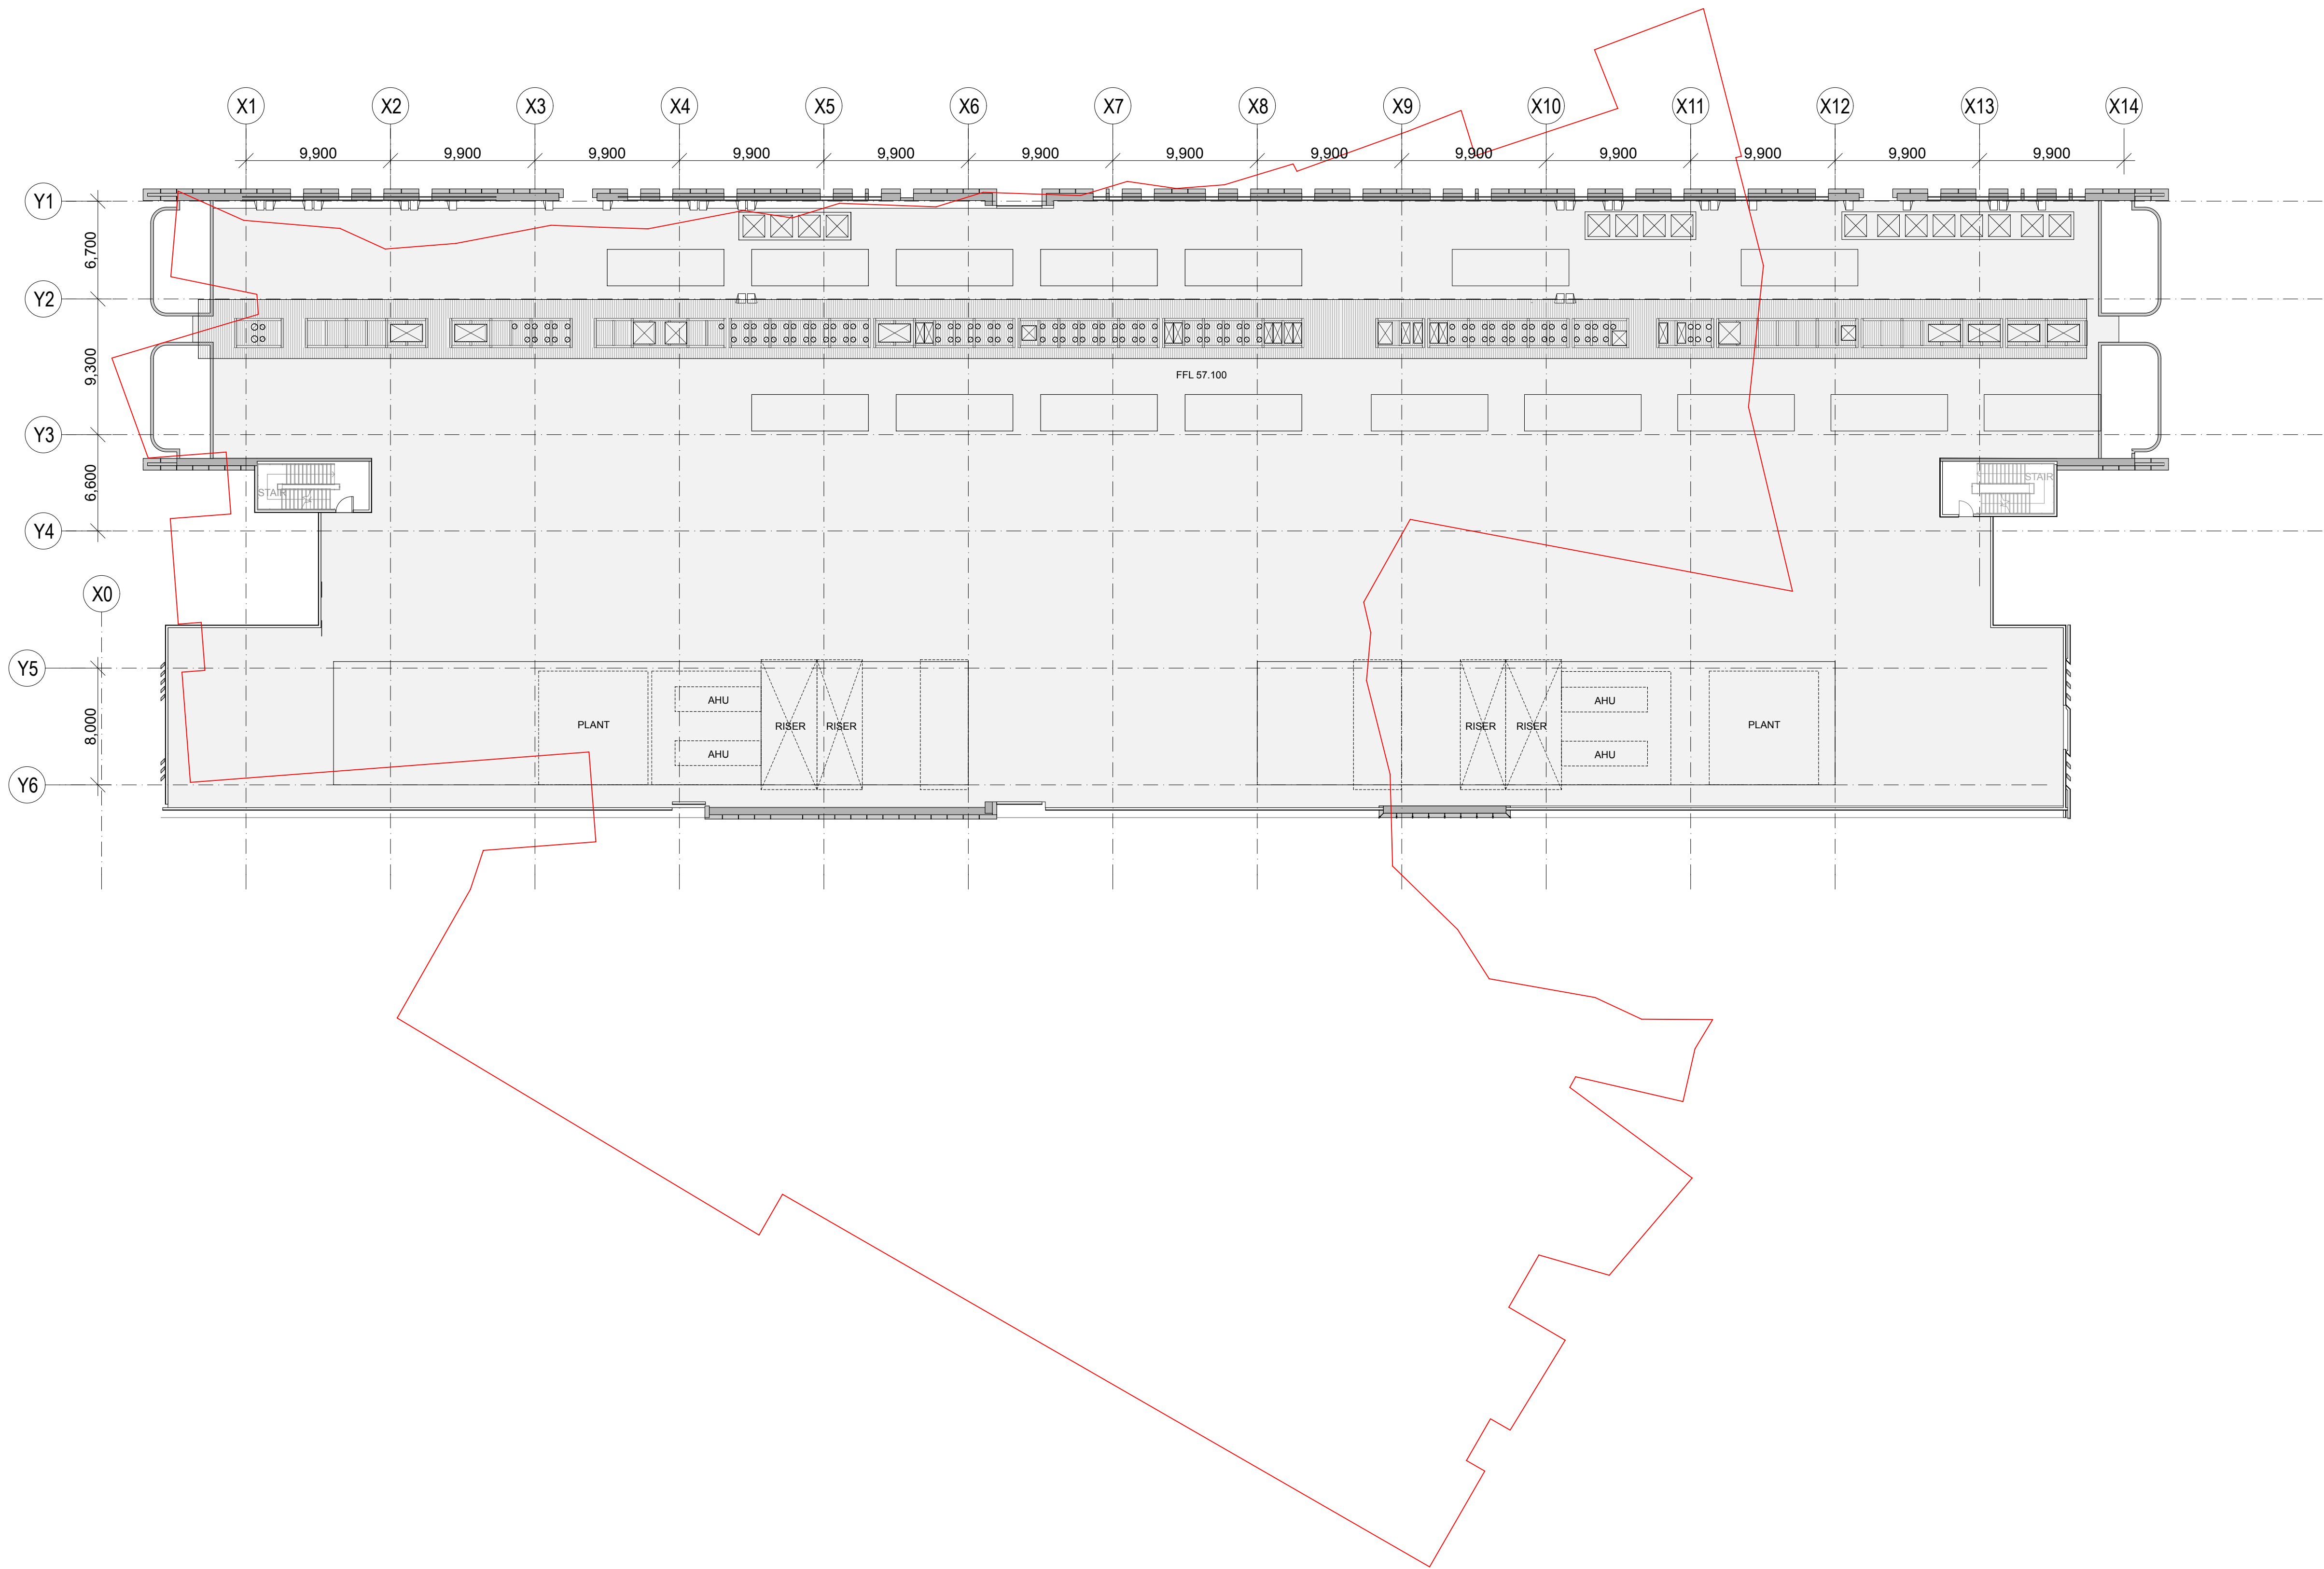 X1 X2 X3 X4 X5 X6 X7 X8 X9 X10 X11 X12 X13 X14
9,900 9,900 9,900 9,900 9,900 9,900 9,900 9,900 9,900 9,900 9,900 9,900 9,900
Y1
6,700
Y2
9,300
FFL 57.100
Y3
6,600
STAIR
STAIR
Y4
X0
Y5
8,000
PLANT
AHU
AHU
RISER
RISER
RISER
RISER
AHU
AHU
PLANT
Y6